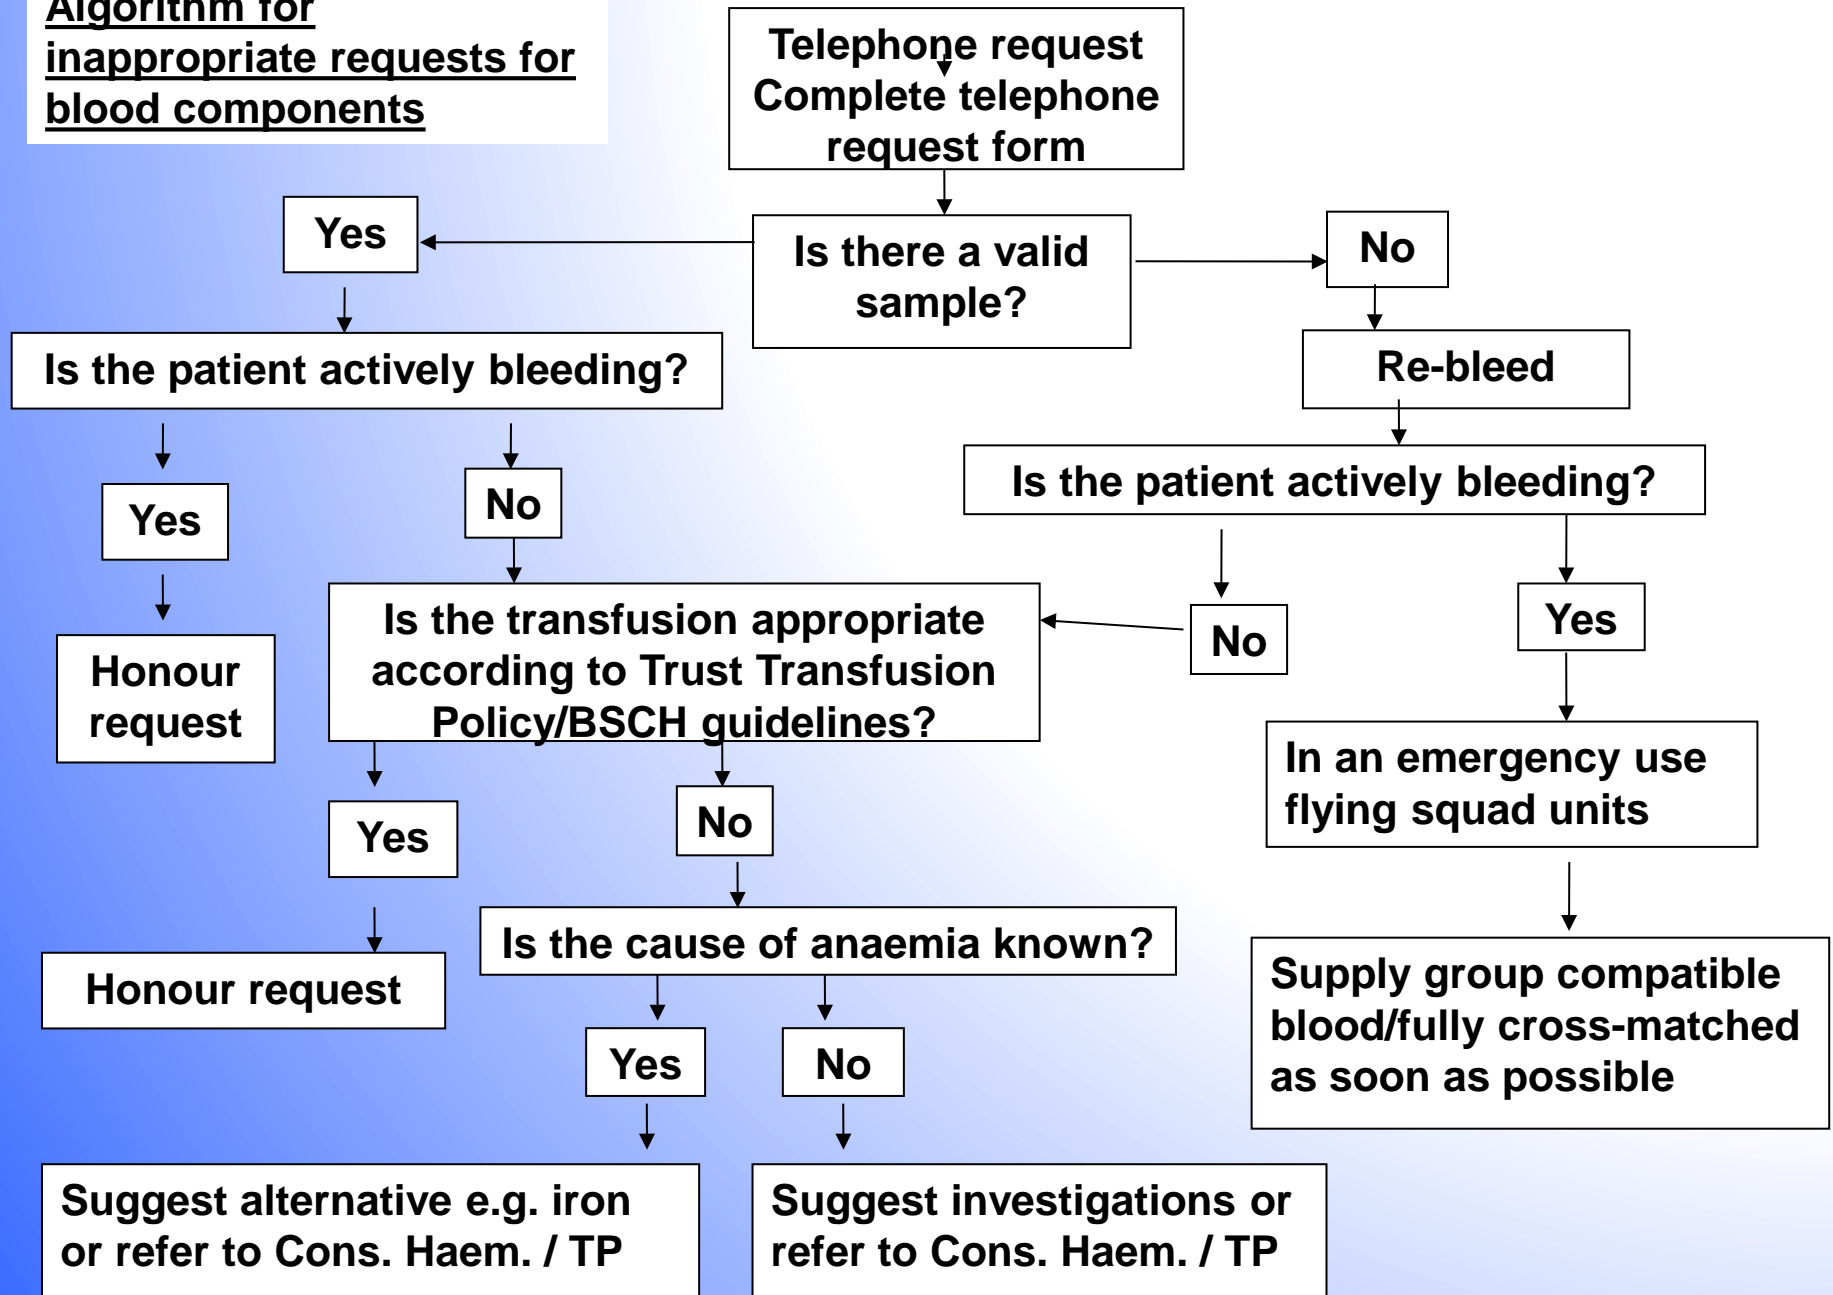 Algorithm for
inappropriate requests for
blood components
Telephone request
Complete telephone
request form
Yes
Is there a valid
sample?
No
Is the patient actively bleeding?
Re-bleed
Yes
No
Is the patient actively bleeding?
Honour
request
Is the transfusion appropriate
according to Trust Transfusion
Policy/BSCH guidelines?
No
Yes
In an emergency use
flying squad units
Yes
No
Honour request
Is the cause of anaemia known?
Supply group compatible
blood/fully cross-matched
as soon as possible
Yes
No
Suggest alternative e.g. iron
or refer to Cons. Haem. / TP
Suggest investigations or
refer to Cons. Haem. / TP